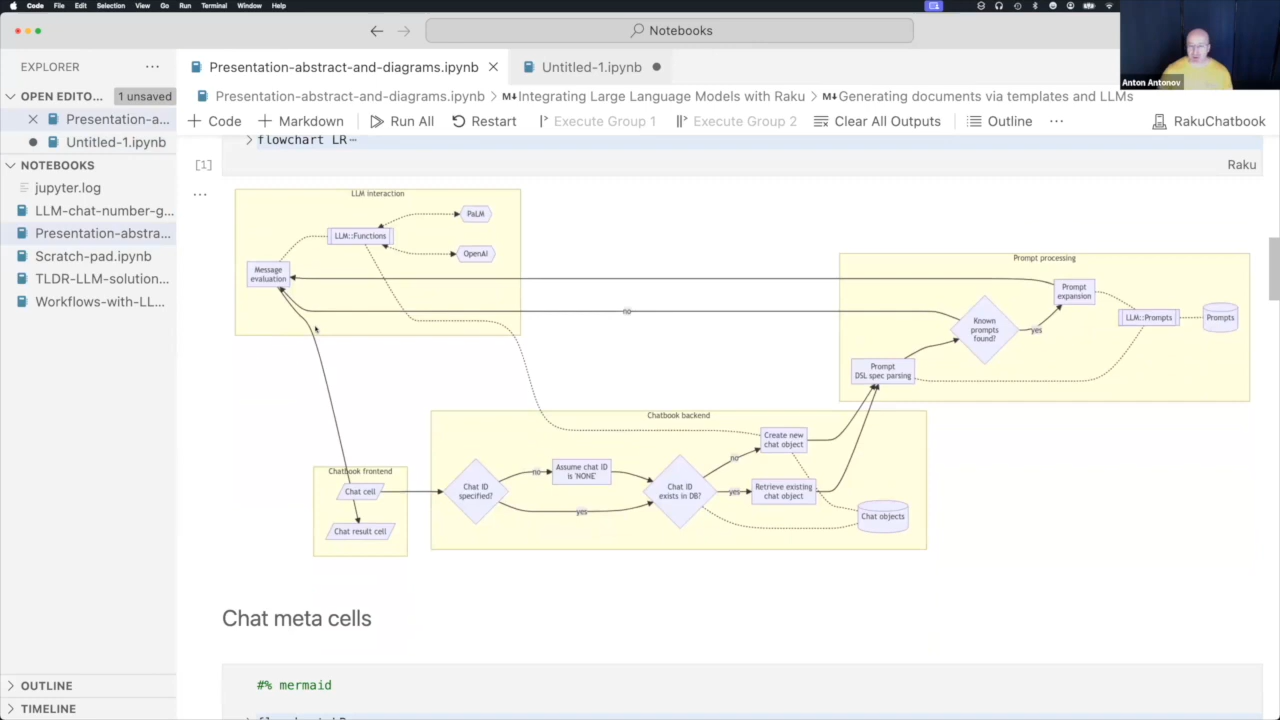 Code File Edit Selection View Go Run Terminal Window Help
Notebooks
Anton Antonov
EXPLORER
OPEN EDITO... 1 unsaved
Presentation-a...
Untitled-1.ipynb
NOTEBOOKS
jupyter.log
LLM-chat-number-g...
Presentation-abstra...
Scratch-pad.ipynb
TLDR-LLM-solution...
Workflows-with-LL...
OUTLINE
TIMELINE
Presentation-abstract-and-diagrams.ipynb
Untitled-1.ipynb
Presentation-abstract-and-diagrams.ipynb > M↓Integrating Large Language Models with Raku > M↓Generating documents via templates and LLMs
Code Markdown Run All Restart Execute Group 1 Execute Group 2 Clear All Outputs Outline ... RakuChatbook
flowchart LR ...
[1]
Raku
LLM interaction
PaLM
LLM::Functions
OpenAI
Message
evaluation
Prompt processing
Prompt
expansion
Known
prompts
found?
yes
LLM::Prompts
Prompts
no
Prompt
DSL spec parsing
Chatbook backend
Create new
chat object
no
Assume chat ID
is 'NONE'
no
Chat ID
specified?
Chat ID
exists in DB?
yes
Retrieve existing
chat object
yes
Chat objects
Chatbook frontend
Chat cell
Chat result cell
Chat meta cells
#% mermaid
flowchart LR